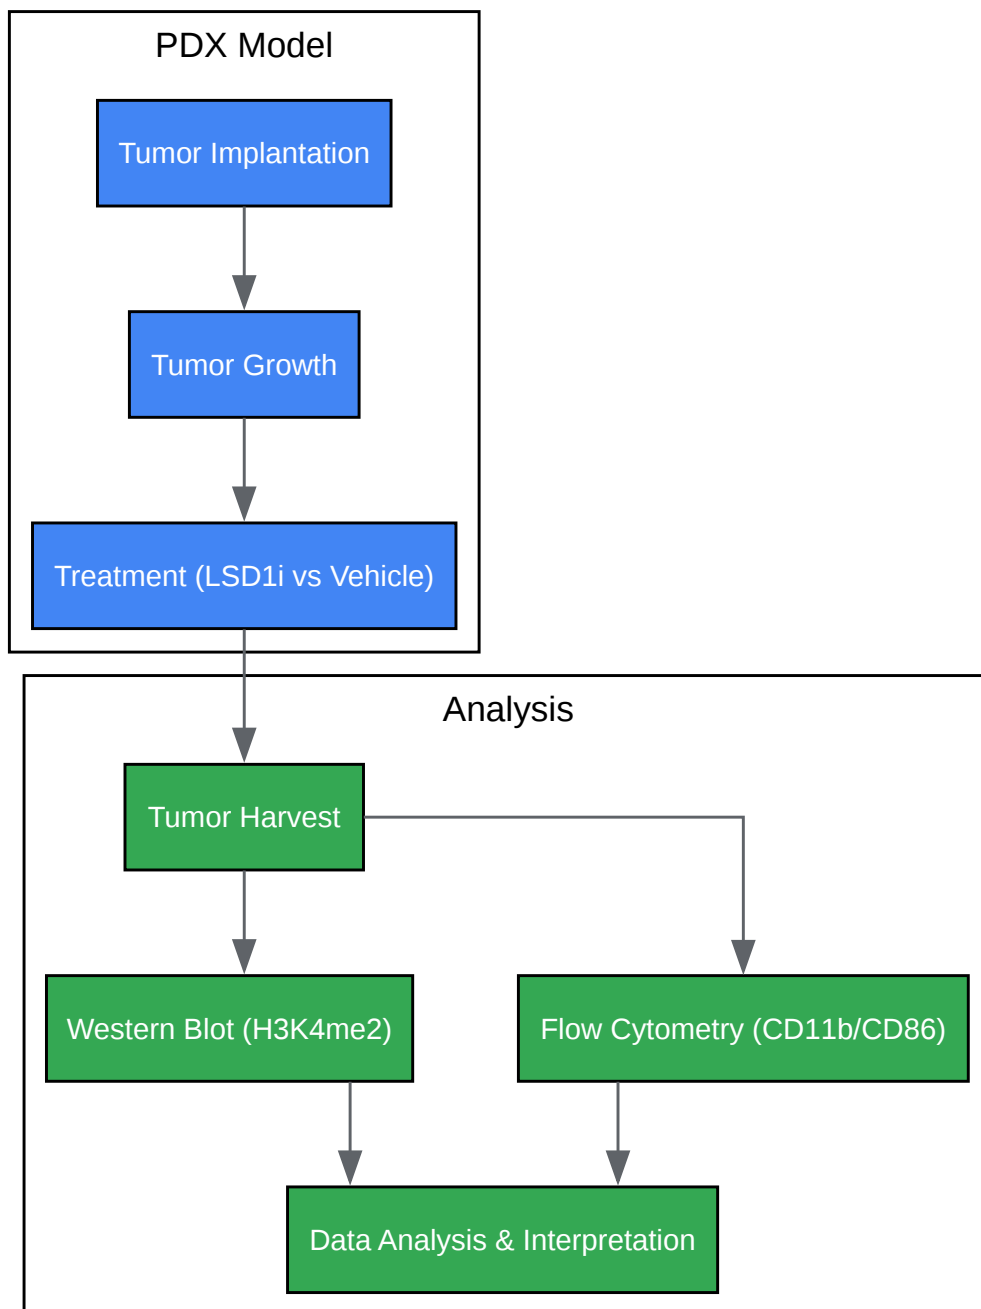 PDX Model
Tumor Implantation
Tumor Growth
Treatment (LSD1i vs Vehicle)
Analysis
Tumor Harvest
Western Blot (H3K4me2)
Flow Cytometry (CD11b/CD86)
Data Analysis & Interpretation